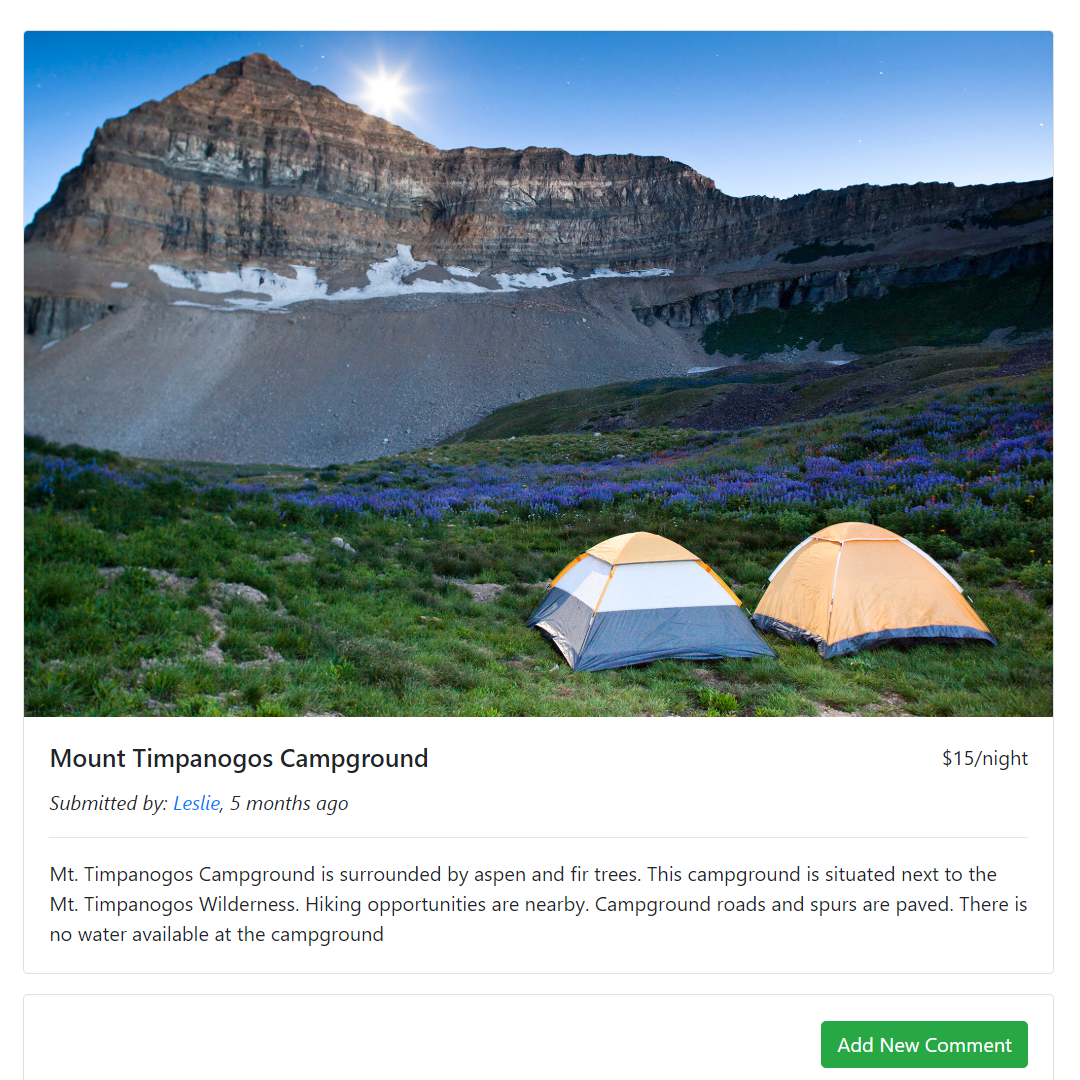 Mount Timpanogos Campground $15/night
Submitted by: Leslie, 5 months ago
Mt. Timpanogos Campground is surrounded by aspen and fir trees. This campground is situated next to the
Mt. Timpanogos Wilderness. Hiking opportunities are nearby. Campground roads and spurs are paved. There is
no water available at the campground
Add New Comment